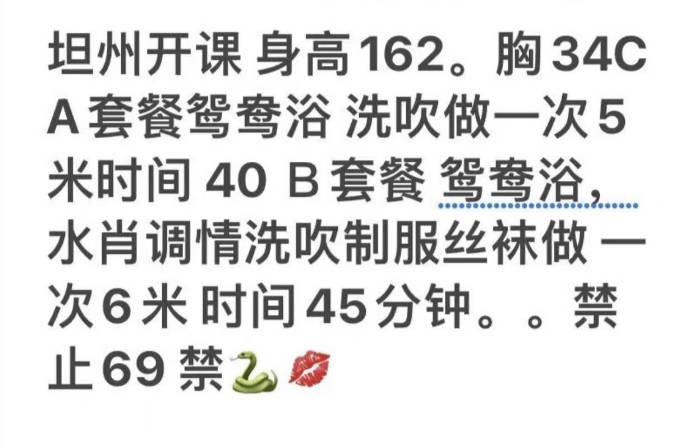 坦州开课 身高162。胸34C
A套餐鸳鸯浴 洗吹做一次5
米时间 40 B套餐 鸳鸯浴，
水肖调情洗吹制服丝袜做 一
次6米 时间45分钟。。禁
止69 禁🐍💋